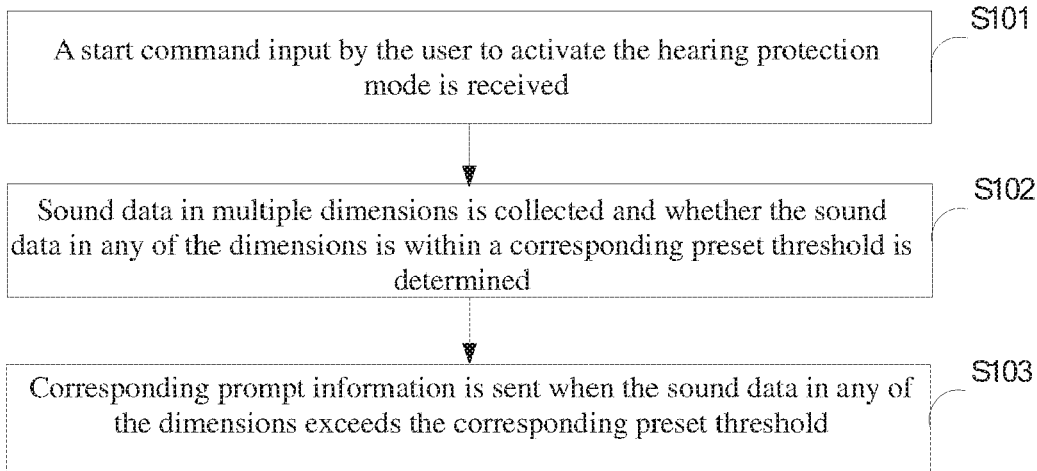 S101
A start command input by the user to activate the hearing protection
mode is received
S102
Sound data in multiple dimensions is collected and whether the sound
data in any of the dimensions is within a corresponding preset threshold is
determined
S103
Corresponding prompt information is sent when the sound data in any of
the dimensions exceeds the corresponding preset threshold